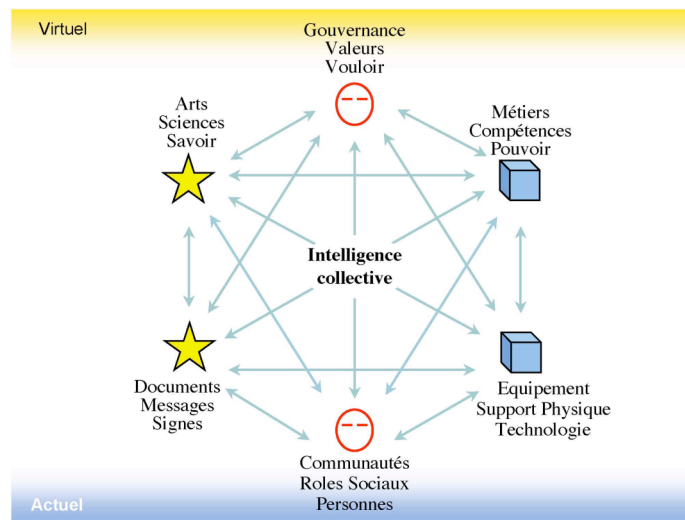 Virtuel
Gouvernance
Valeurs
Vouloir
Arts
Sciences
Savoir
Métiers
Compétences
Pouvoir
Intelligence
collective
Documents
Messages
Signes
Equipement
Support Physique
Technologie
Communautés
Roles Sociaux
Personnes
Actuel